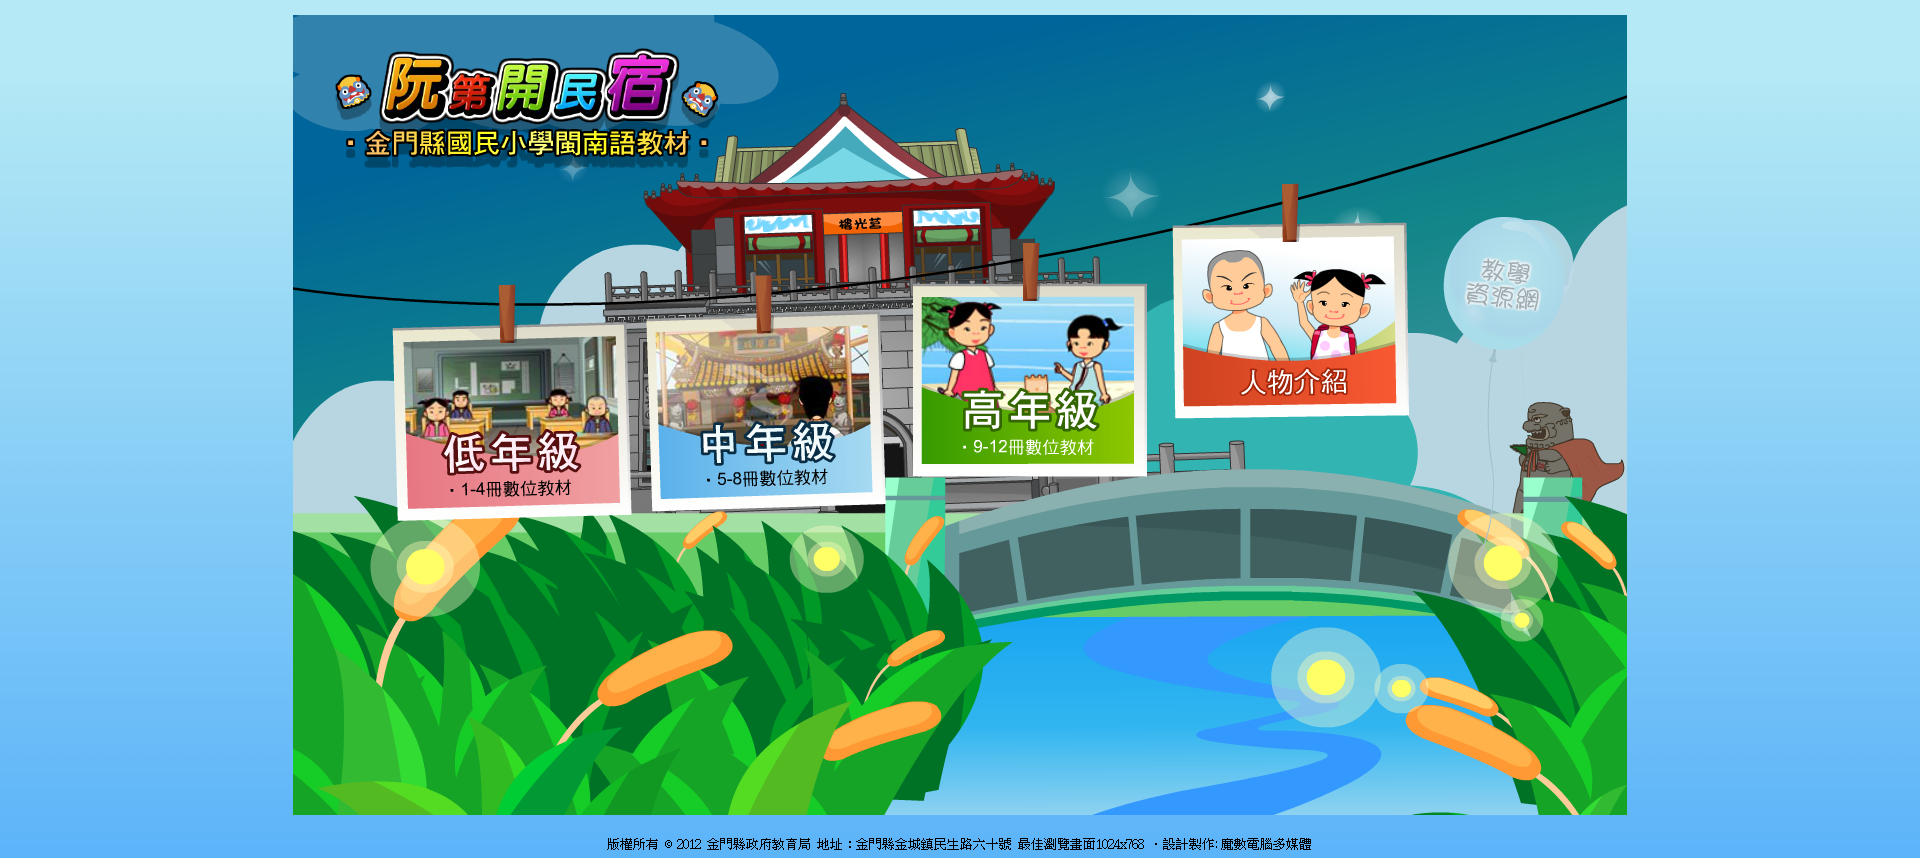 阮第開民宿
·金門縣國民小學閩南語教材·
莒光樓
教學
資源網
低年級
·1-4冊數位教材
中年級
·5-8冊數位教材
高年級
·9-12冊數位教材
人物介紹
版權所有 © 2012 金門縣政府教育局 地址：金門縣金城鎮民生路六十號 最佳瀏覽畫面1024x768 ·設計製作:魔數電腦多媒體